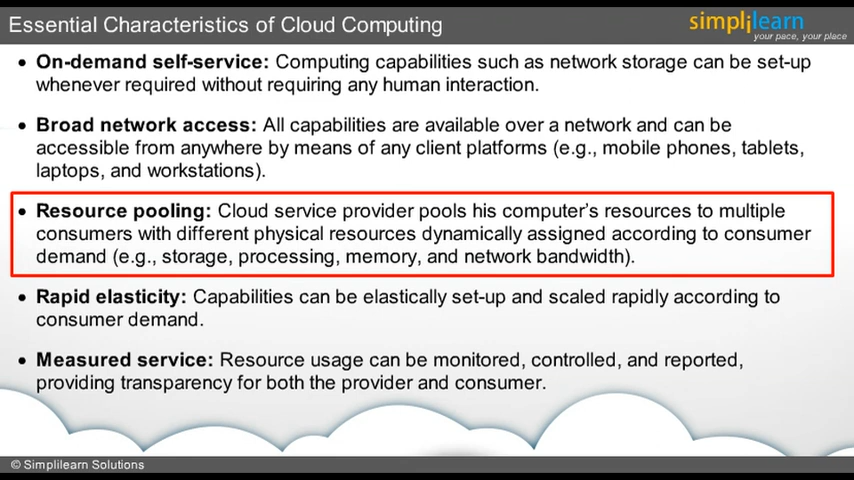 Essential Characteristics of Cloud Computing
simplilearn
your pace, your place
• On-demand self-service: Computing capabilities such as network storage can be set-up
whenever required without requiring any human interaction.
• Broad network access: All capabilities are available over a network and can be
accessible from anywhere by means of any client platforms (e.g., mobile phones, tablets,
laptops, and workstations).
• Resource pooling: Cloud service provider pools his computer's resources to multiple
consumers with different physical resources dynamically assigned according to consumer
demand (e.g., storage, processing, memory, and network bandwidth).
• Rapid elasticity: Capabilities can be elastically set-up and scaled rapidly according to
consumer demand.
• Measured service: Resource usage can be monitored, controlled, and reported,
providing transparency for both the provider and consumer.
© Simplilearn Solutions